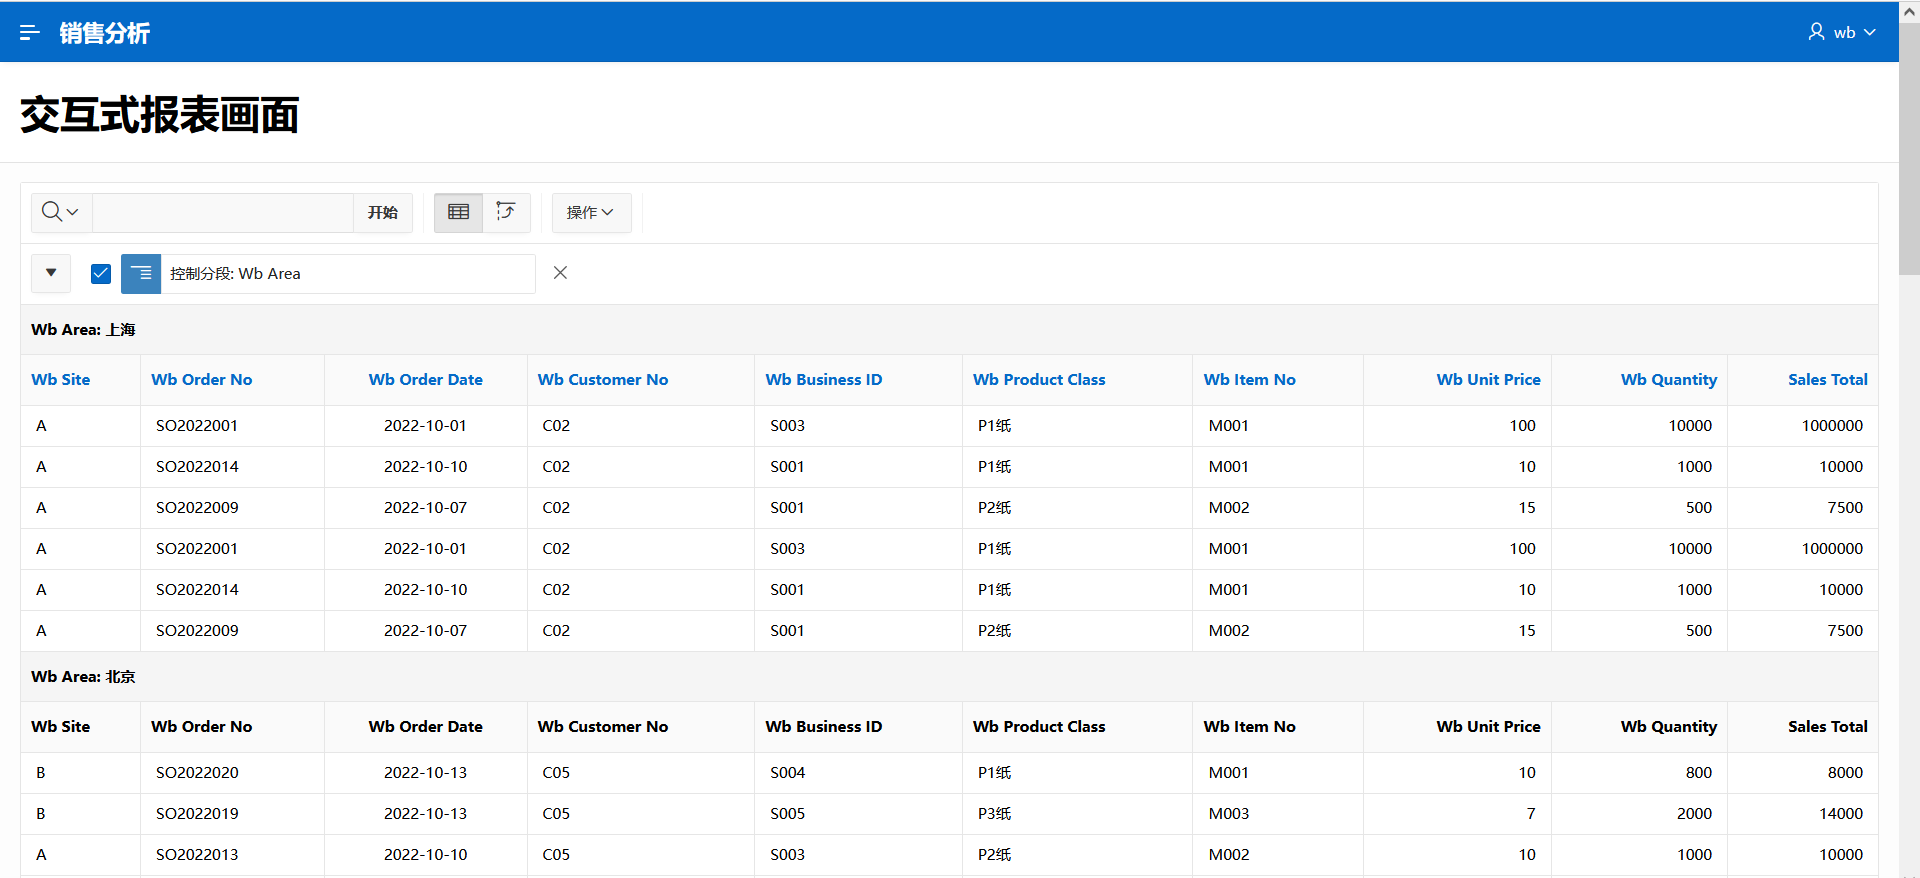 销售分析 wb
交互式报表画面
开始 操作
控制分段: Wb Area
Wb Area: 上海
Wb Site Wb Order No Wb Order Date Wb Customer No Wb Business ID Wb Product Class Wb Item No Wb Unit Price Wb Quantity Sales Total
A SO2022001 2022-10-01 C02 S003 P1纸 M001 100 10000 1000000
A SO2022014 2022-10-10 C02 S001 P1纸 M001 10 1000 10000
A SO2022009 2022-10-07 C02 S001 P2纸 M002 15 500 7500
A SO2022001 2022-10-01 C02 S003 P1纸 M001 100 10000 1000000
A SO2022014 2022-10-10 C02 S001 P1纸 M001 10 1000 10000
A SO2022009 2022-10-07 C02 S001 P2纸 M002 15 500 7500
Wb Area: 北京
Wb Site Wb Order No Wb Order Date Wb Customer No Wb Business ID Wb Product Class Wb Item No Wb Unit Price Wb Quantity Sales Total
B SO2022020 2022-10-13 C05 S004 P1纸 M001 10 800 8000
B SO2022019 2022-10-13 C05 S005 P3纸 M003 7 2000 14000
A SO2022013 2022-10-10 C05 S003 P2纸 M002 10 1000 10000